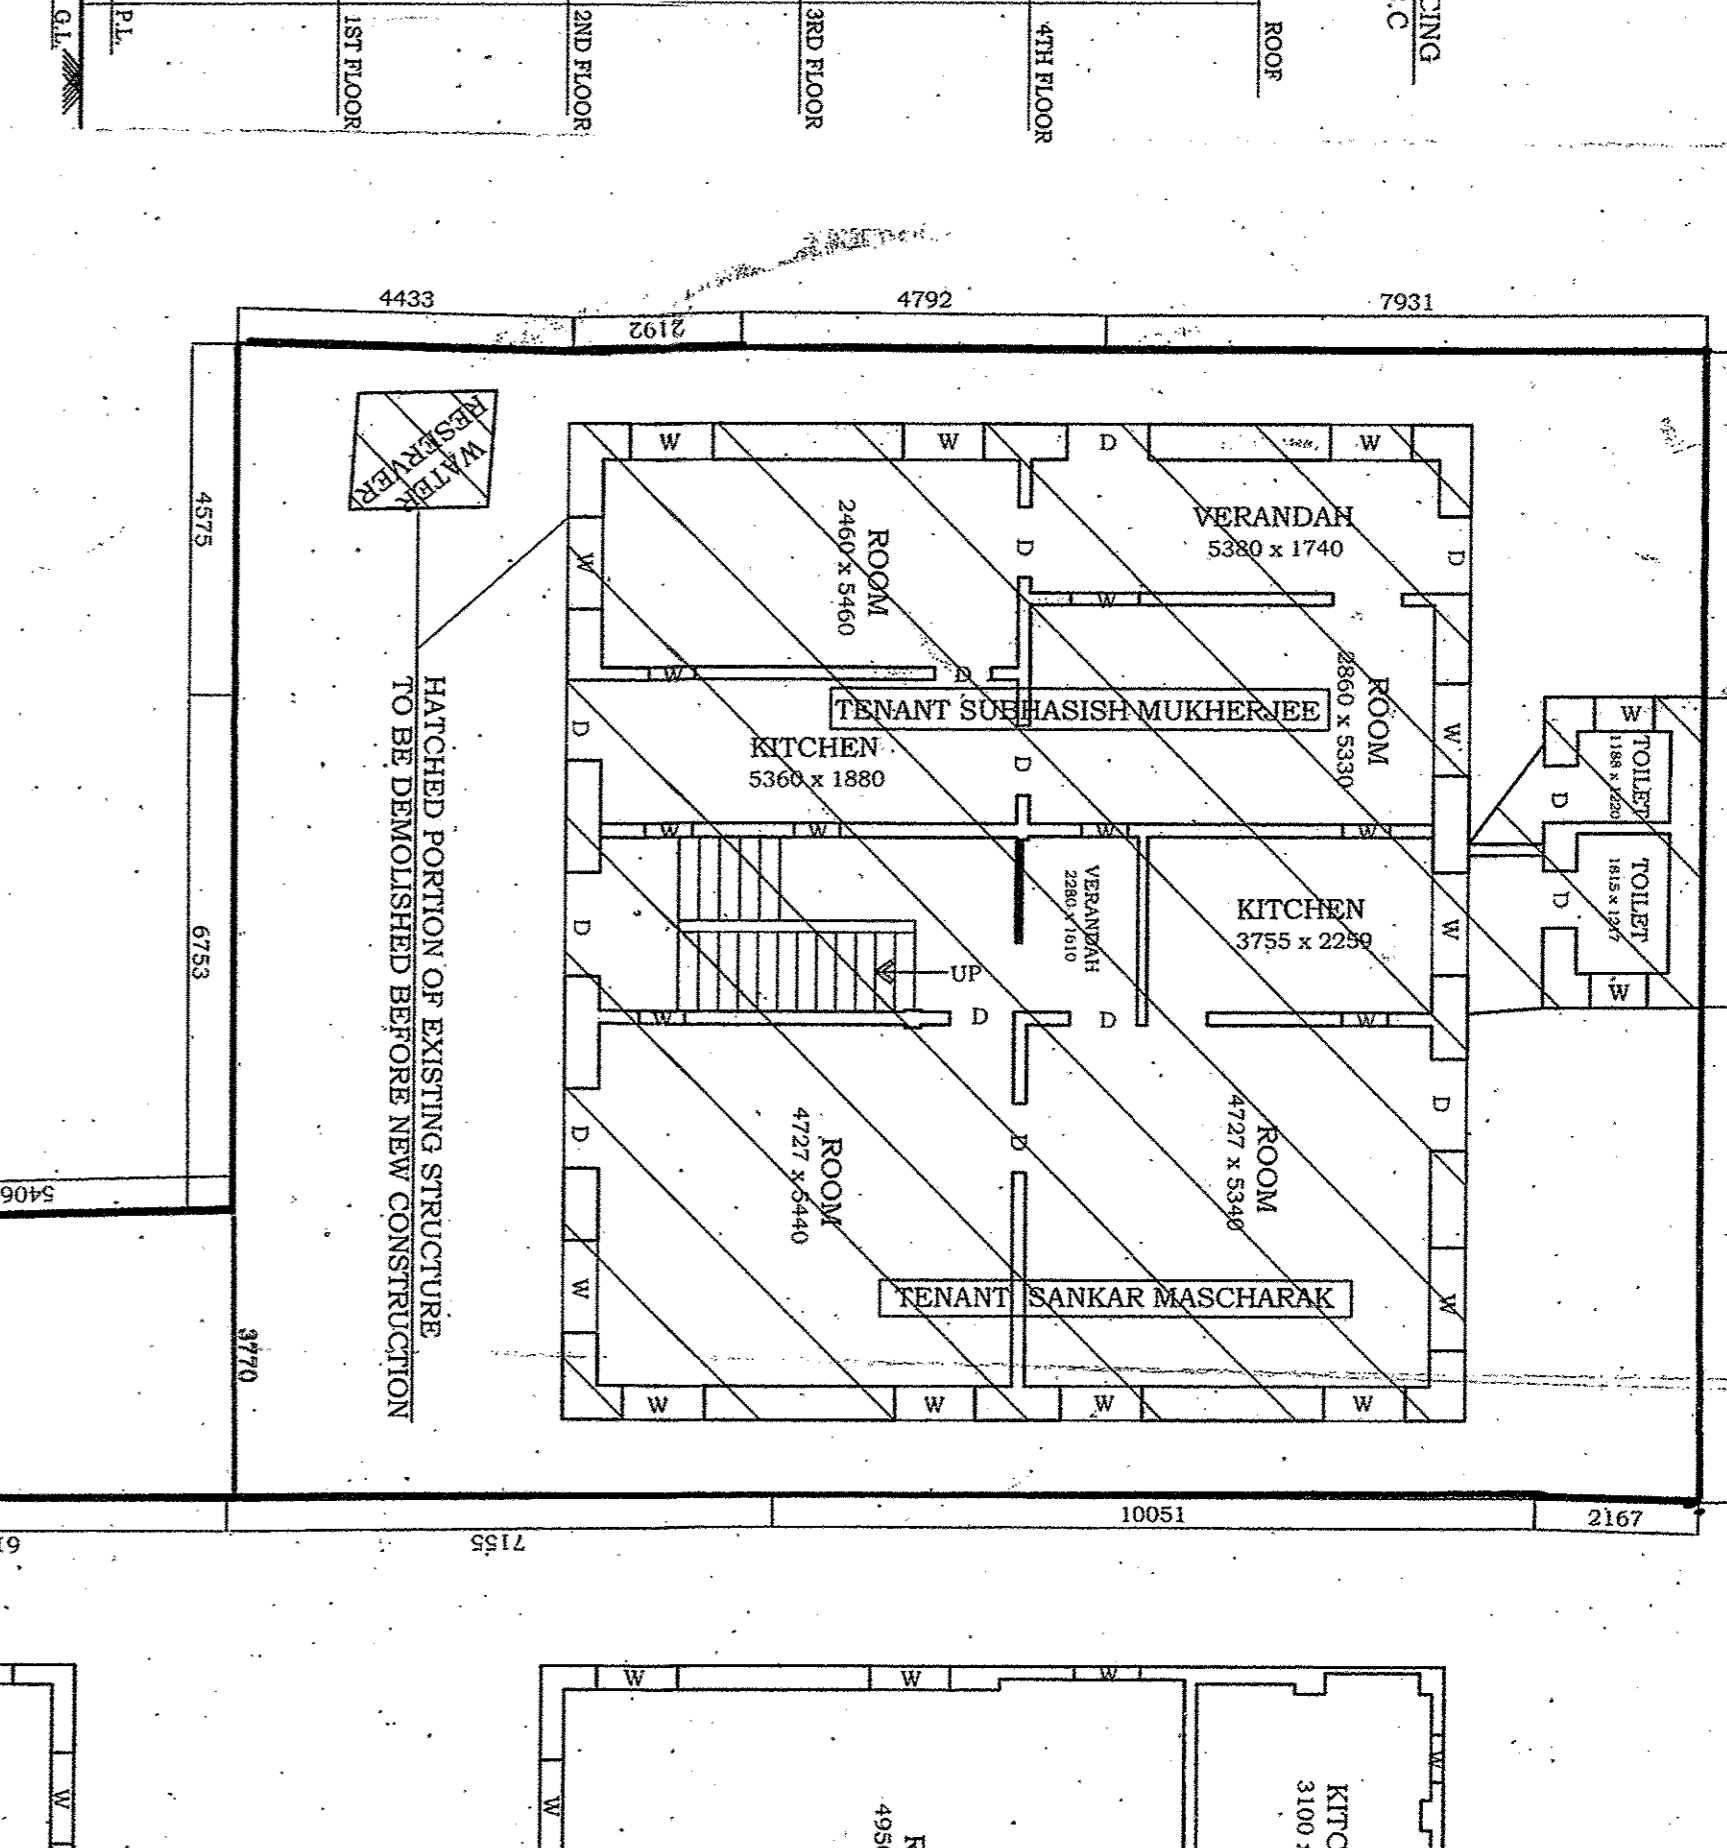 G.L.
P.L.
1ST FLOOR
2ND FLOOR
3RD FLOOR
4TH FLOOR
ROOF
CING
.C
4433
2192
4792
7931
4575
6753
5406
3770
WATER
RESERVER
HATCHED PORTION OF EXISTING STRUCTURE
TO BE DEMOLISHED BEFORE NEW CONSTRUCTION
W
W
D
W
ROOM
2460 x 5460
D
VERANDAH
5380 x 1740
D
W
W
W
D
TENANT SUBHASISH MUKHERJEE
ROOM
2860 x 5330
W
D
KITCHEN
5360 x 1880
D
W
W
W
W
W
TOILET
1188 x 1220
D
TOILET
D
W
D
UP
VERANDAH
2280 x 1610
KITCHEN
3755 x 2259
W
W
D
D
W
D
ROOM
4727 x 5440
D
ROOM
4727 x 5340
D
W
TENANT SANKAR MASCHARAK
W
W
W
W
W
7155
10051
2167
61
W
W
W
W
W
W
495
R
KITC
3100